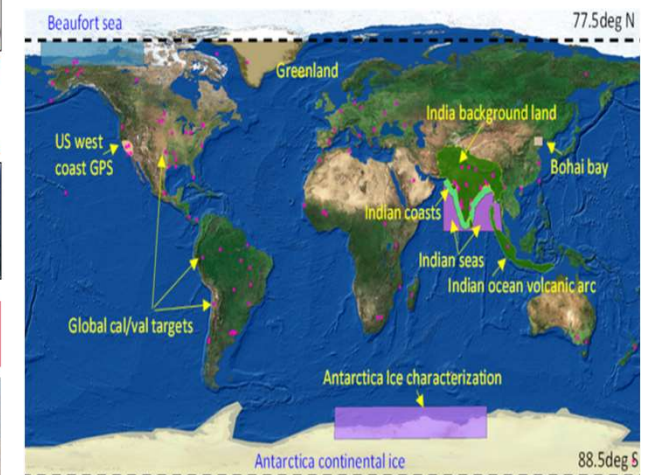 Beaufort sea
77.5deg N
Greenland
India background land
US west
coast GPS
Bohai bay
Indian coasts
Indian seas
Indian ocean volcanic arc
Global cal/val targets
Antarctica Ice characterization
Antarctica continental ice
88.5deg S